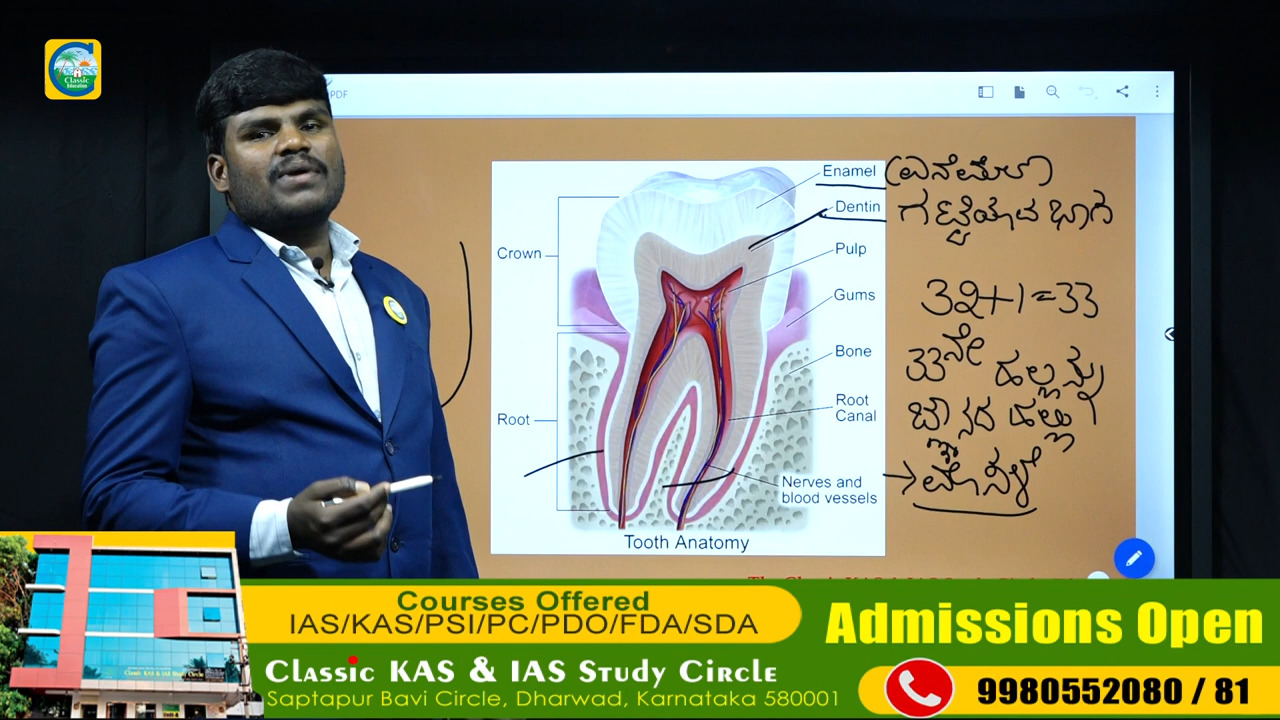 Classic
Education
PDF
Enamel (ಎನೆಮೆಲ್)
Dentin ಗಟ್ಟಿಯಾದ ಭಾಗ
Pulp
Crown
Gums
32+1=33
Bone
33ನೇ ಹಲ್ಲನ್ನು
Root
Canal
Root
ಹಲ್ಲು
Nerves and
blood vessels
Tooth Anatomy
Courses Offered
IAS/KAS/PSI/PC/PDO/FDA/SDA
Admissions Open
Classic KAS & IAS Study Circle
Saptapur Bavi Circle, Dharwad, Karnataka 580001
9980552080 / 81